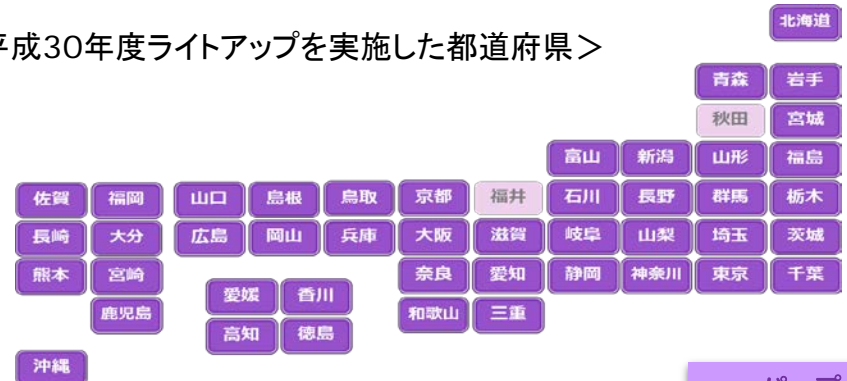 平成30年度ライトアップを実施した都道府県＞
北海道
青森 岩手
秋田 宮城
富山 新潟 山形 福島
佐賀 福岡 山口 島根 鳥取 京都 福井 石川 長野 群馬 栃木
長崎 大分 広島 岡山 兵庫 大阪 滋賀 岐阜 山梨 埼玉 茨城
熊本 宮崎 奈良 愛知 静岡 神奈川 東京 千葉
愛媛 香川
鹿児島 和歌山 三重
高知 徳島
沖縄